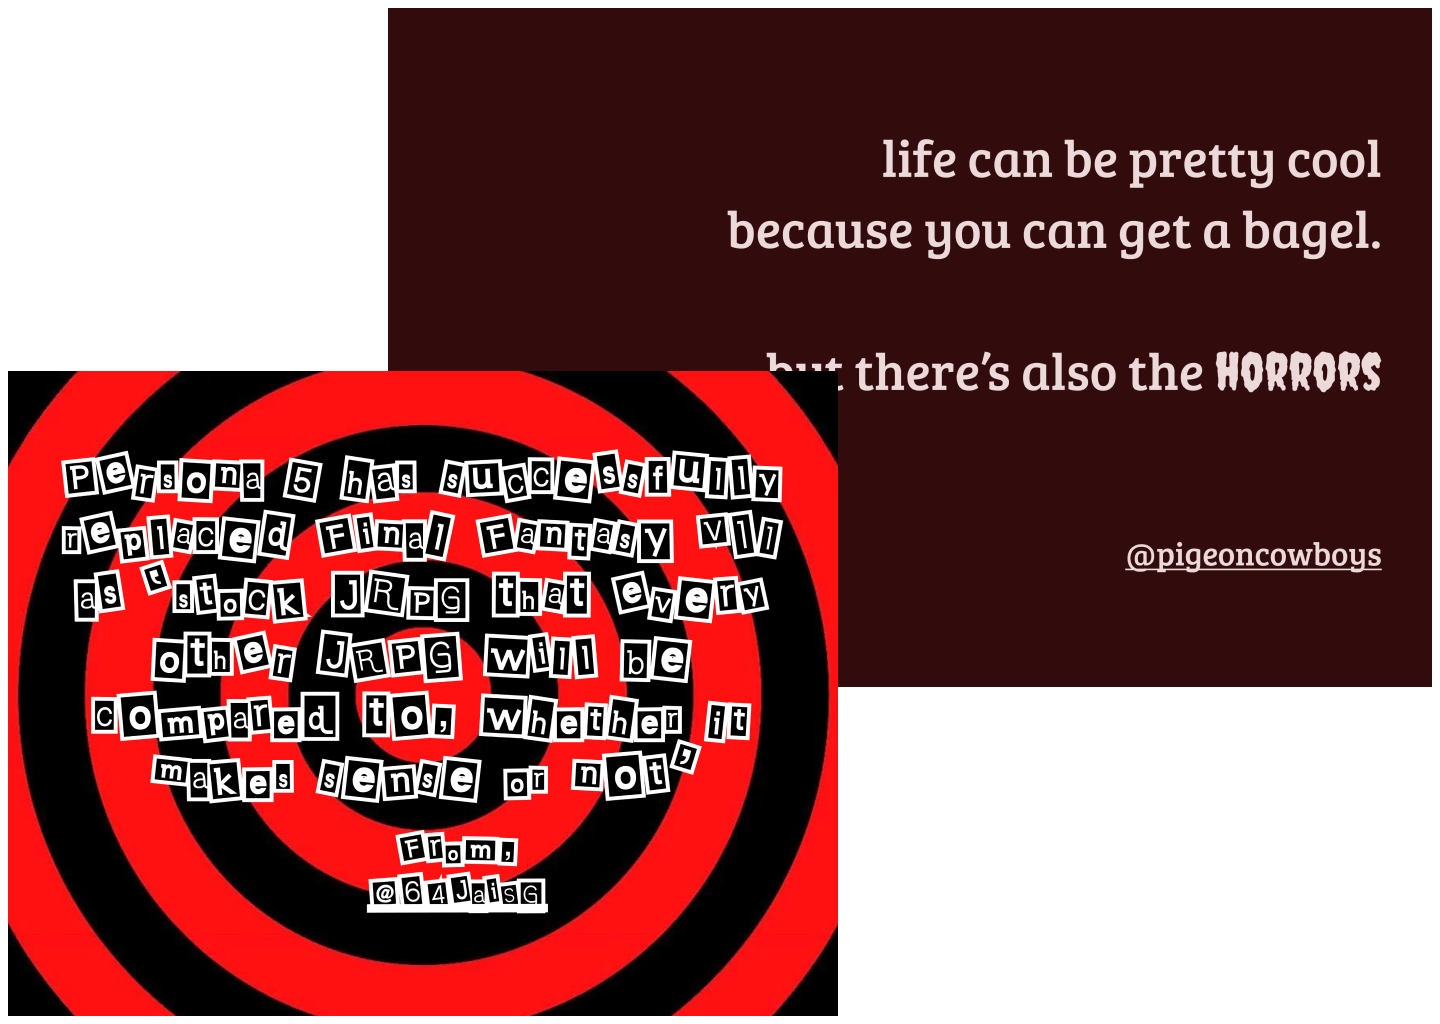 life can be pretty cool
because you can get a bagel.
but there’s also the HORRORS
@pigeoncowboys
Persona 5 has successfully
replaced Final Fantasy Vll
as ‘stock JRPG that every
other JRPG will be
compared to, whether it
makes sense or not’
From,
@64JaisG